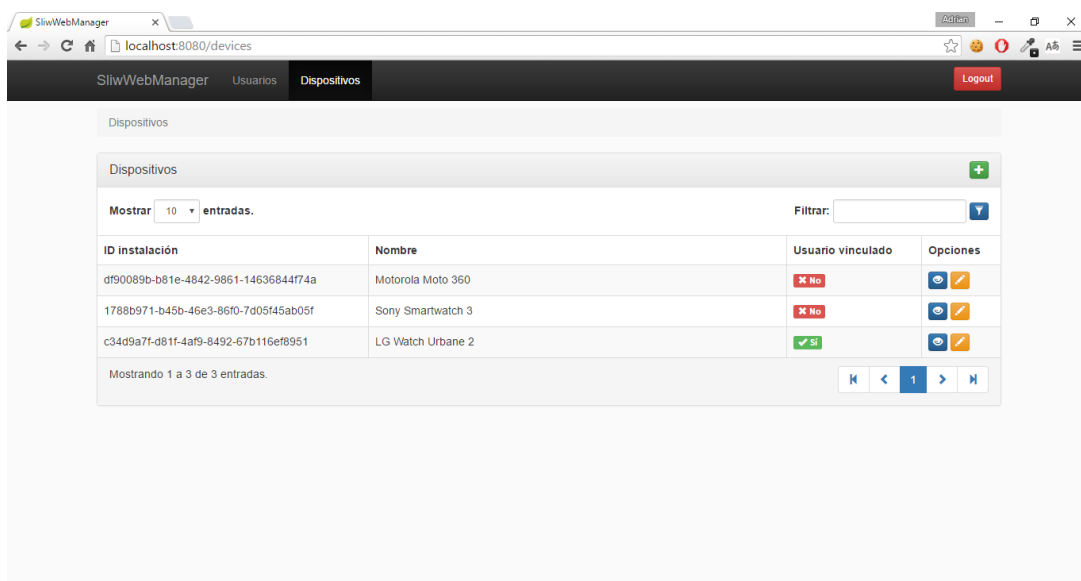 SliwWebManager
Adrian
localhost:8080/devices
SliwWebManager Usuarios Dispositivos Logout
Dispositivos
Dispositivos
Mostrar 10 entradas. Filtrar:
ID instalación Nombre Usuario vinculado Opciones
df90089b-b81e-4842-9861-14636844f74a Motorola Moto 360 No
1788b971-b45b-46e3-86f0-7d05f45ab05f Sony Smartwatch 3 No
c34d9a7f-d81f-4af9-8492-67b116ef8951 LG Watch Urbane 2 Sí
Mostrando 1 a 3 de 3 entradas. 1